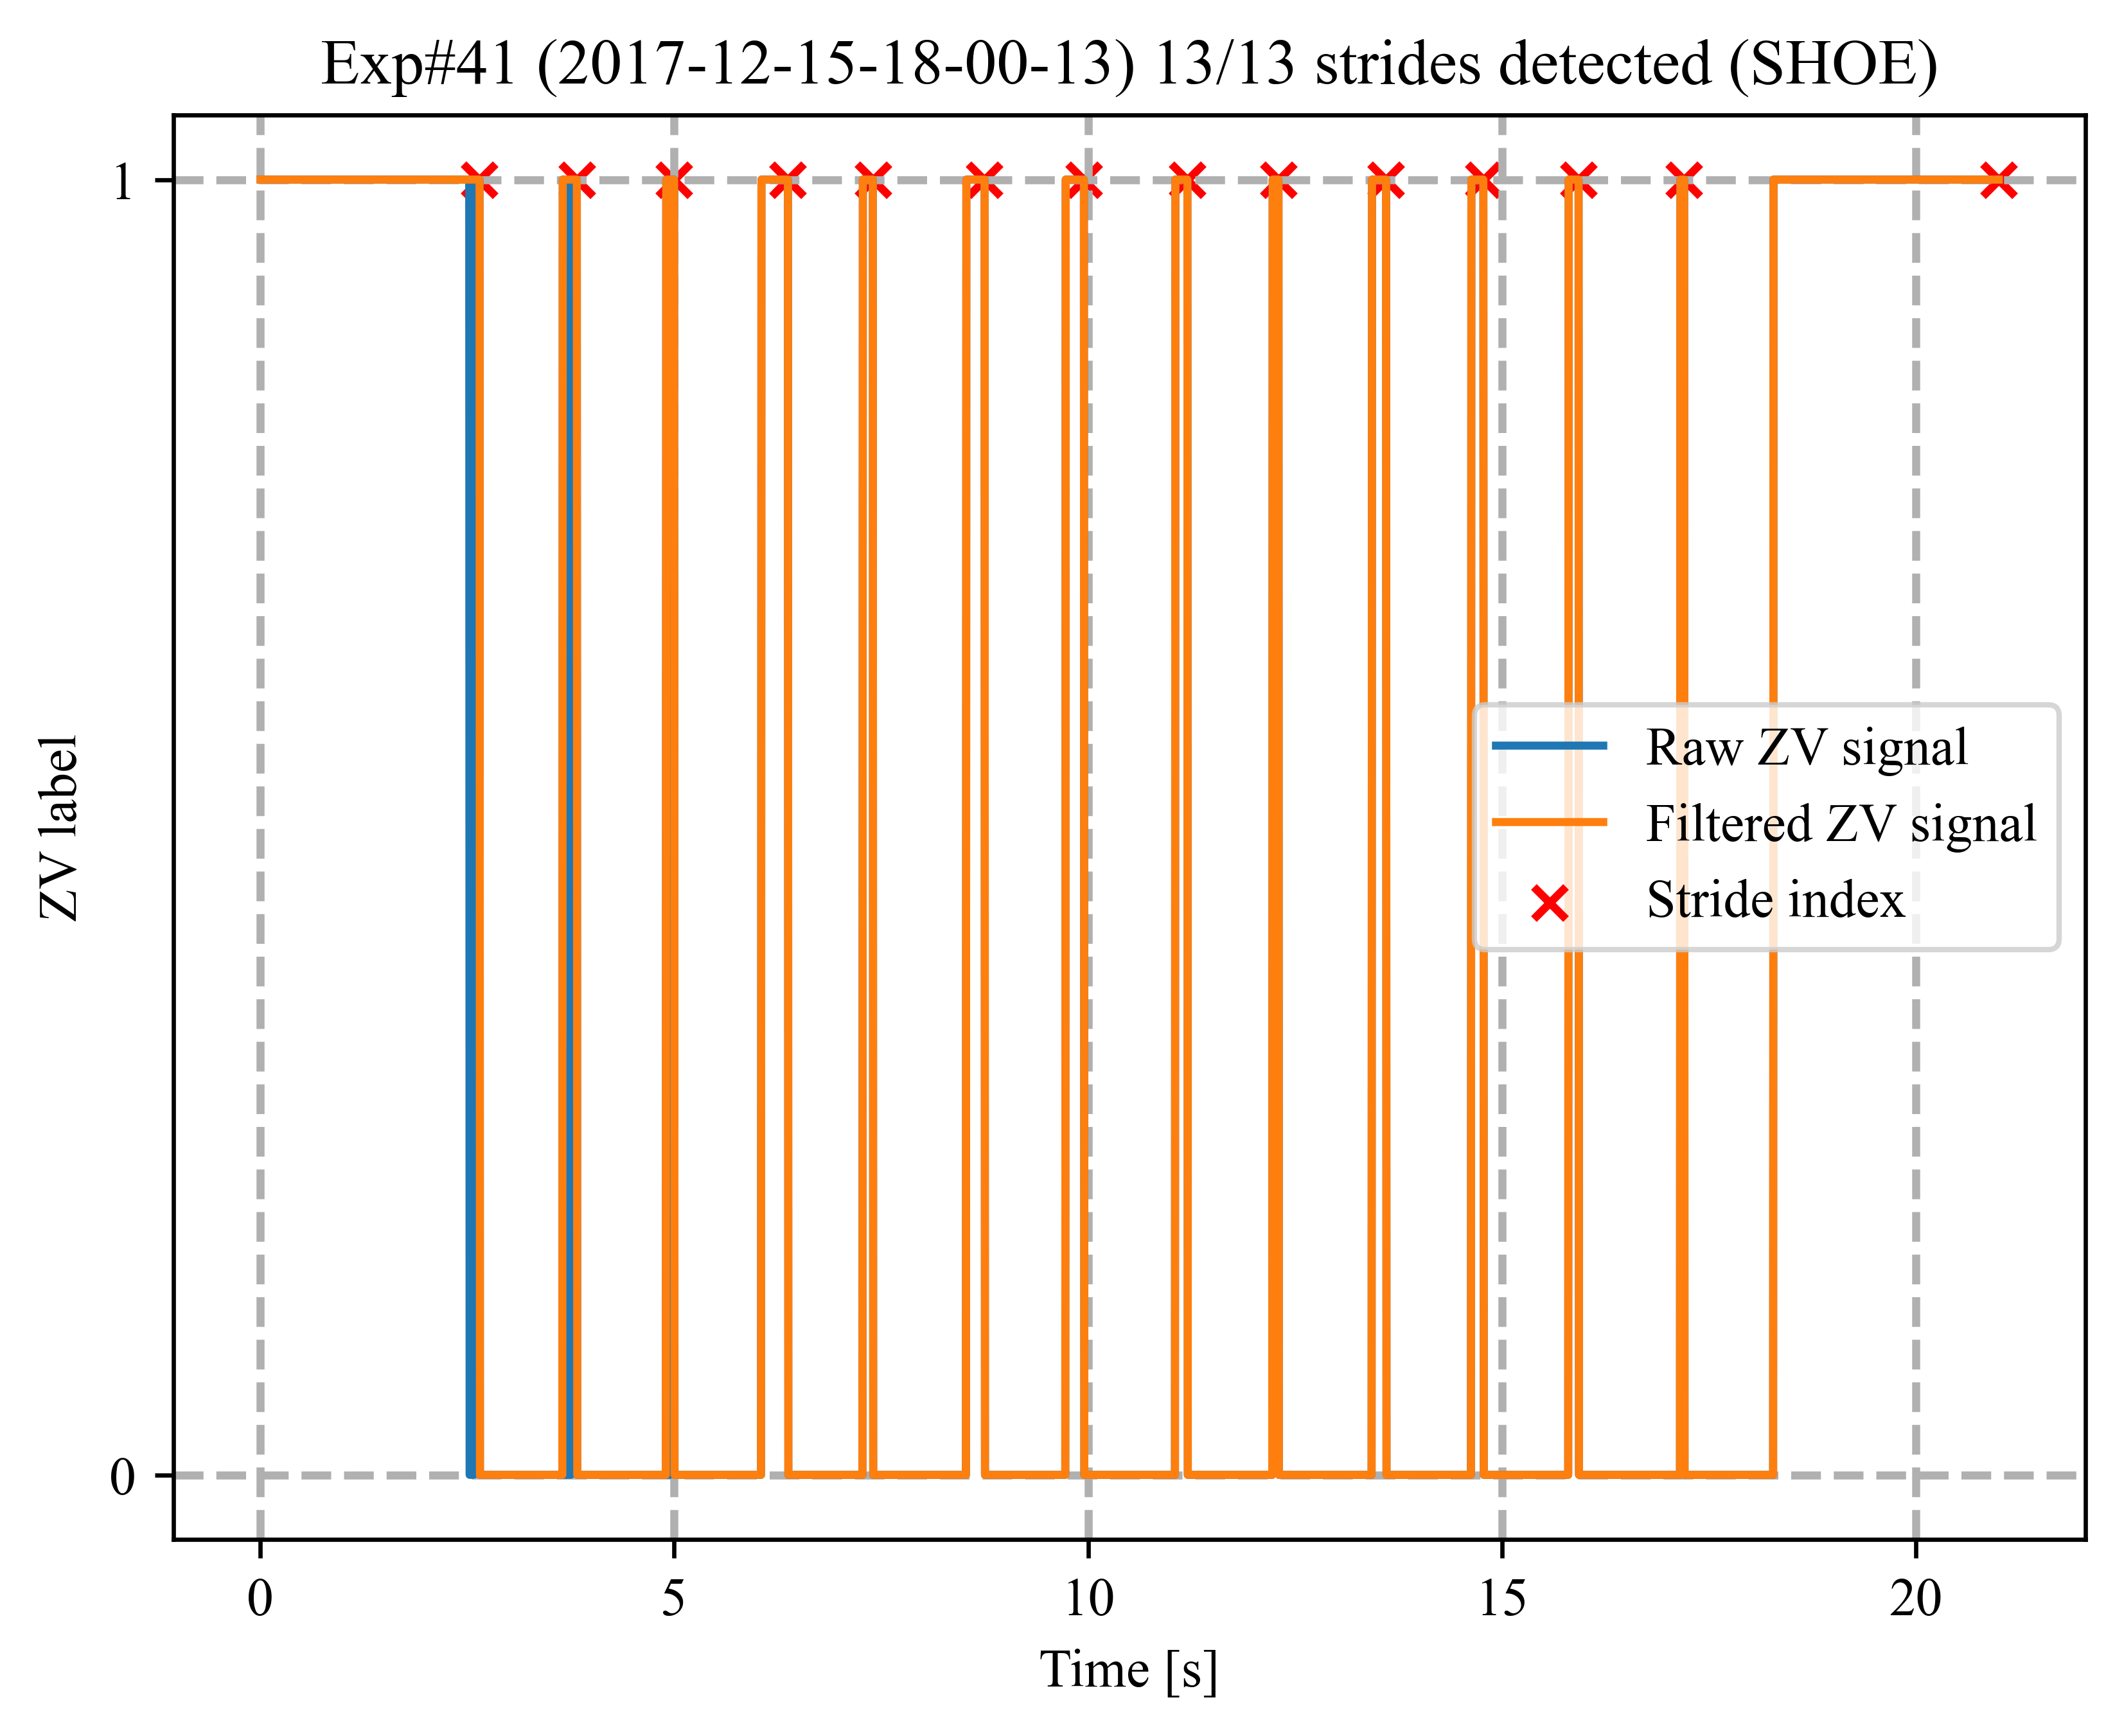 Exp#41 (2017-12-15-18-00-13) 13/13 strides detected (SHOE)
1
ZV label
Raw ZV signal
Filtered ZV signal
Stride index
0
0 5 10 15 20
Time [s]